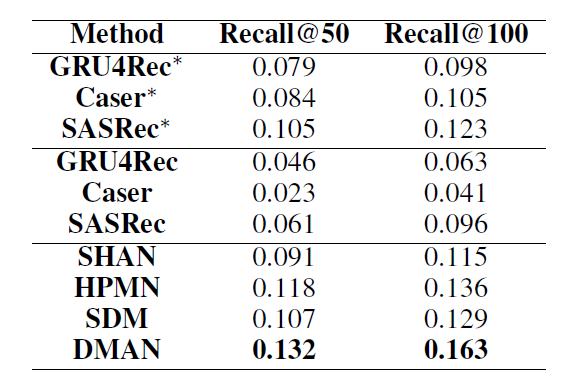 Method Recall@50 Recall@100
GRU4Rec* 0.079 0.098
Caser* 0.084 0.105
SASRec* 0.105 0.123
GRU4Rec 0.046 0.063
Caser 0.023 0.041
SASRec 0.061 0.096
SHAN 0.091 0.115
HPMN 0.118 0.136
SDM 0.107 0.129
DMAN 0.132 0.163